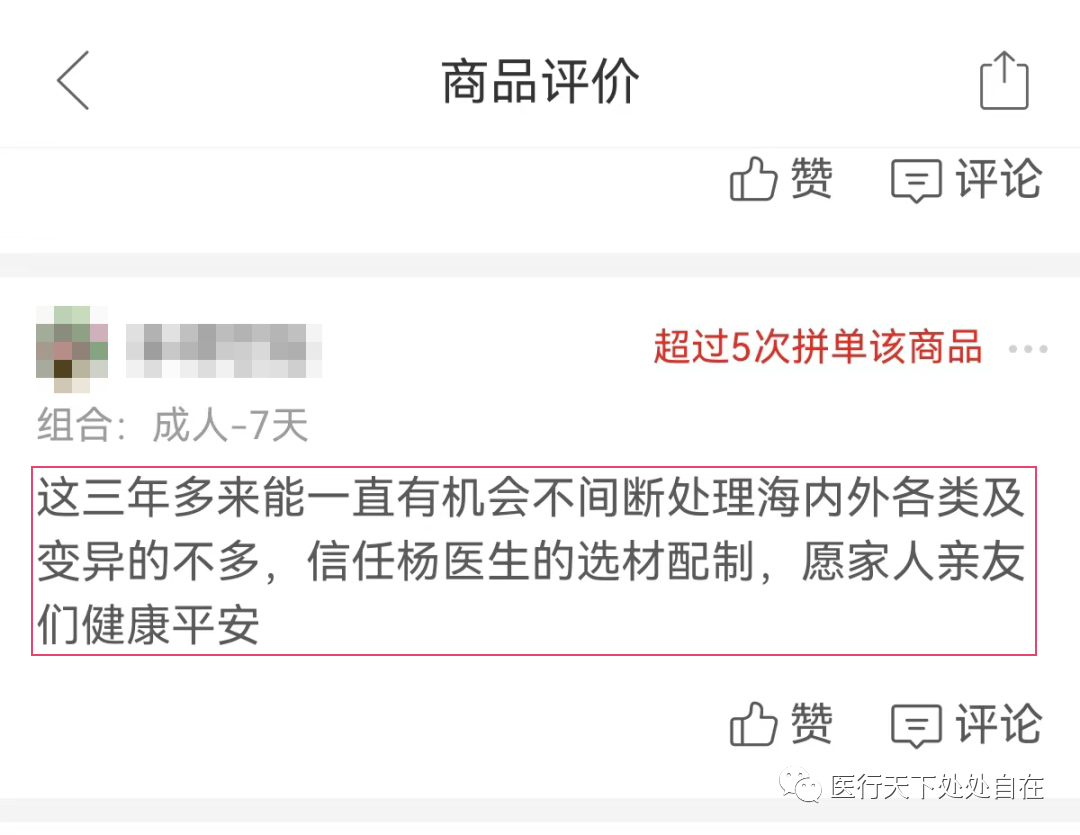 商品评价
赞 评论
超过5次拼单该商品
组合：成人-7天
这三年多来能一直有机会不间断处理海内外各类及
变异的不多，信任杨医生的选材配制，愿家人亲友
们健康平安
赞 评论
医行天下处处自在